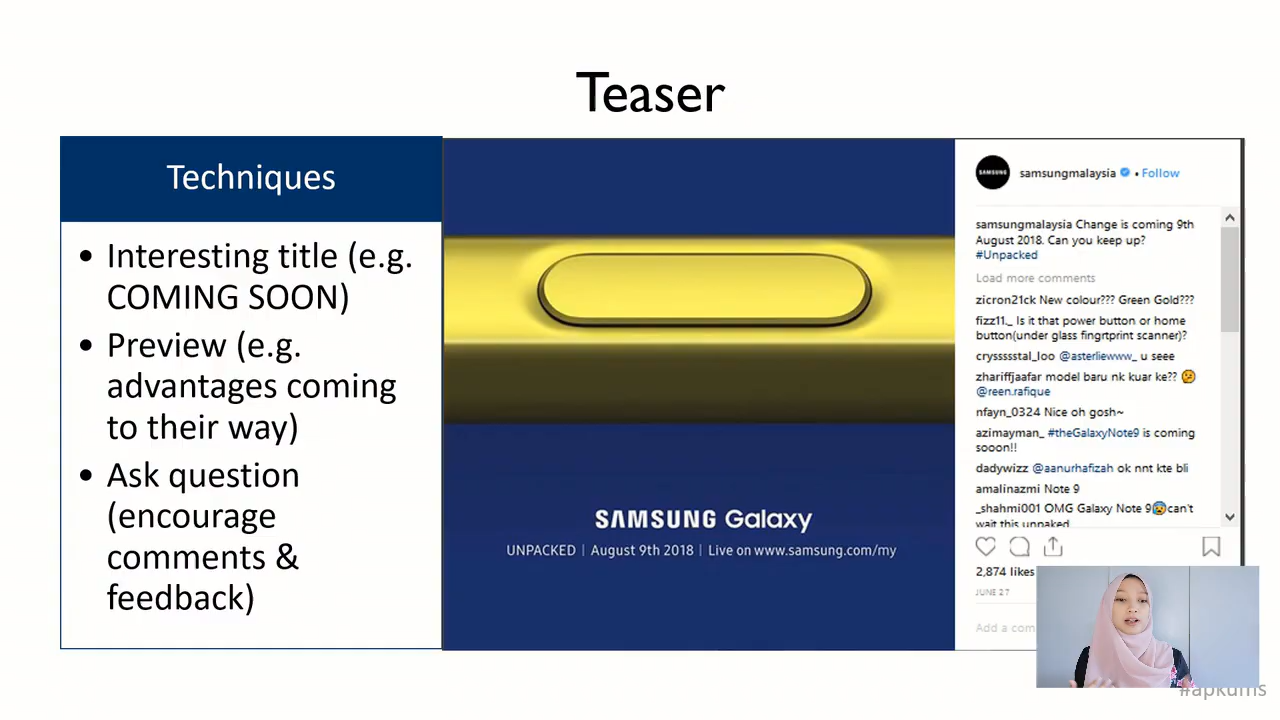 Teaser
Techniques
• Interesting title (e.g.
COMING SOON)
• Preview (e.g.
advantages coming
to their way)
• Ask question
(encourage
comments &
feedback)
SAMSUNG Galaxy
UNPACKED | August 9th 2018 | Live on www.samsung.com/my
SAMSUNG
samsungmalaysia • Follow
samsungmalaysia Change is coming 9th
August 2018. Can you keep up?
#Unpacked
Load more comments
zicron21ck New colour??? Green Gold???
fizz11._ Is it that power button or home
button(under glass fingrtprint scanner)?
cryssssstal_loo @asterliewww_ u seee
zhariffjaafar model baru nk kuar ke?? 🤔
@reen.rafique
nfayn_0324 Nice oh gosh~
azimayman_ #theGalaxyNote9 is coming
sooon!!
dadywizz @aanurhafizah ok nnt kte bli
amalinazmi Note 9
_shahmi001 OMG Galaxy Note 9😰can't
wait this unpaked
2,874 likes
JUNE 27
Add a com
#apkums